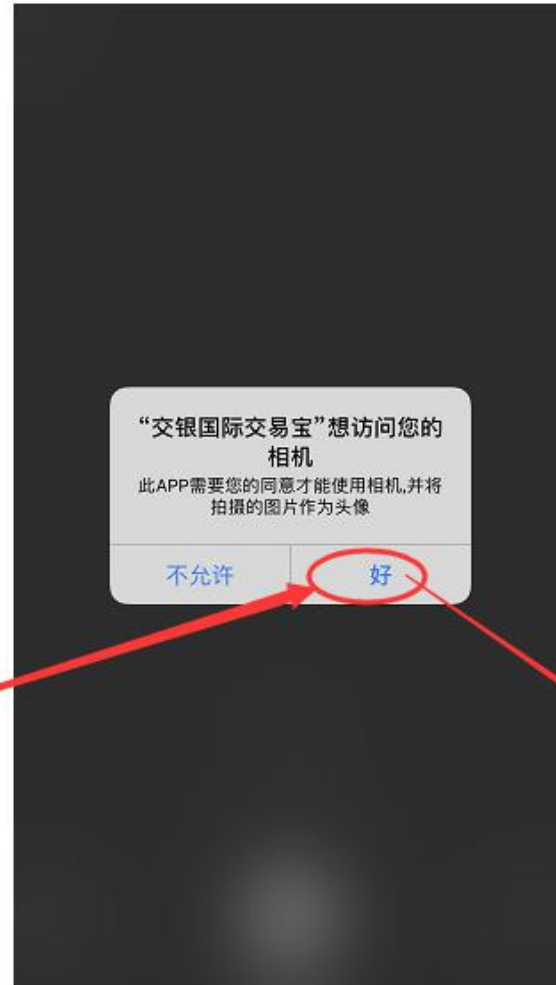 “交银国际交易宝”想访问您的
相机
此APP需要您的同意才能使用相机,并将
拍摄的图片作为头像
不允许
好